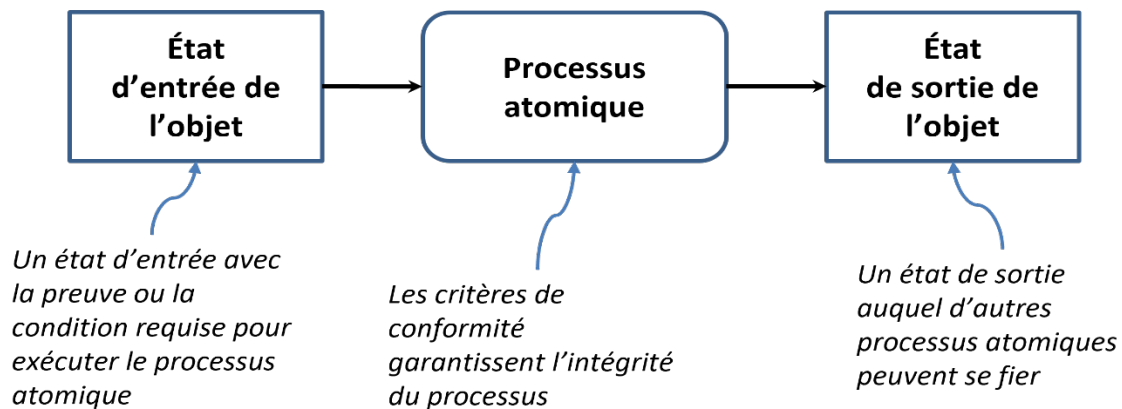 État
d’entrée de
l’objet
Processus
atomique
État
de sortie de
l’objet
Un état d’entrée avec
la preuve ou la
condition requise pour
exécuter le processus
atomique
Les critères de
conformité
garantissent l’intégrité
du processus
Un état de sortie
auquel d’autres
processus atomiques
peuvent se fier